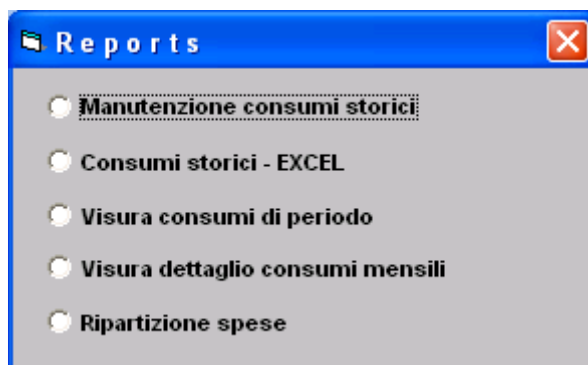 Reports
Manutenzione consumi storici
Consumi storici - EXCEL
Visura consumi di periodo
Visura dettaglio consumi mensili
Ripartizione spese